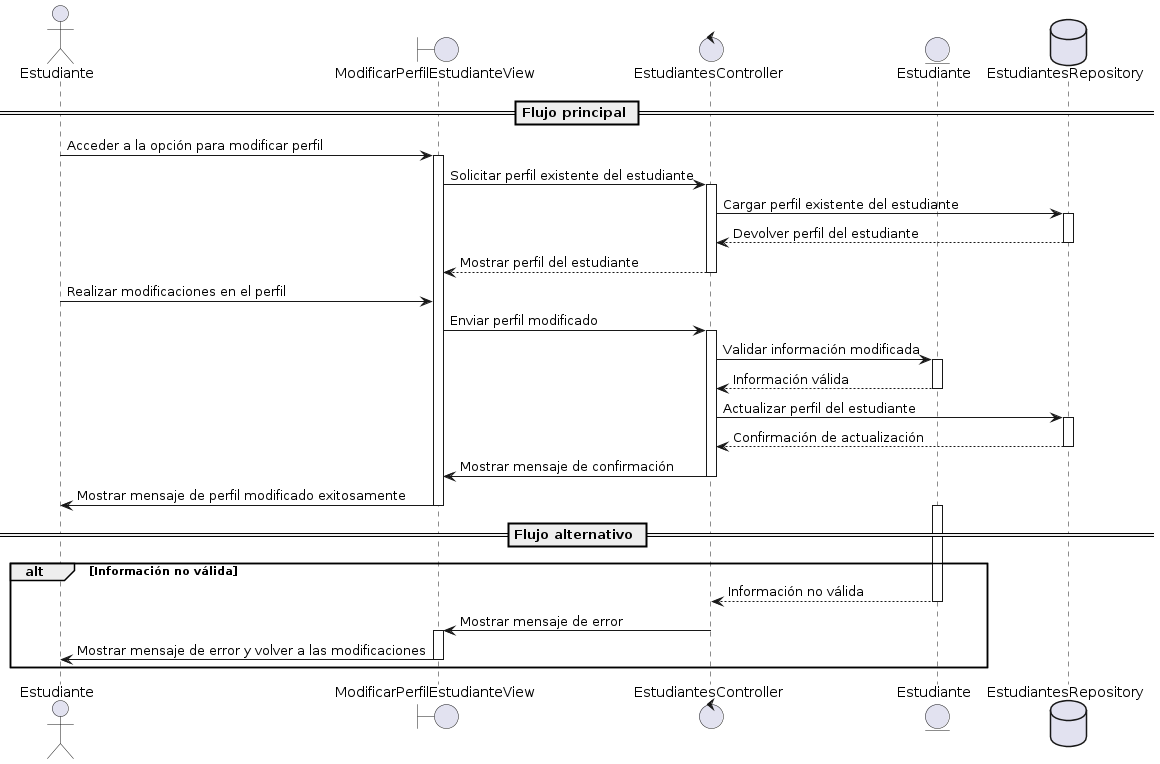 Estudiante
ModificarPerfilEstudianteView
EstudiantesController
Estudiante
EstudiantesRepository
Flujo principal
Acceder a la opción para modificar perfil
Solicitar perfil existente del estudiante
Cargar perfil existente del estudiante
Devolver perfil del estudiante
Mostrar perfil del estudiante
Realizar modificaciones en el perfil
Enviar perfil modificado
Validar información modificada
Información válida
Actualizar perfil del estudiante
Confirmación de actualización
Mostrar mensaje de confirmación
Mostrar mensaje de perfil modificado exitosamente
Flujo alternativo
alt
[Información no válida]
Información no válida
Mostrar mensaje de error
Mostrar mensaje de error y volver a las modificaciones
Estudiante
ModificarPerfilEstudianteView
EstudiantesController
Estudiante
EstudiantesRepository